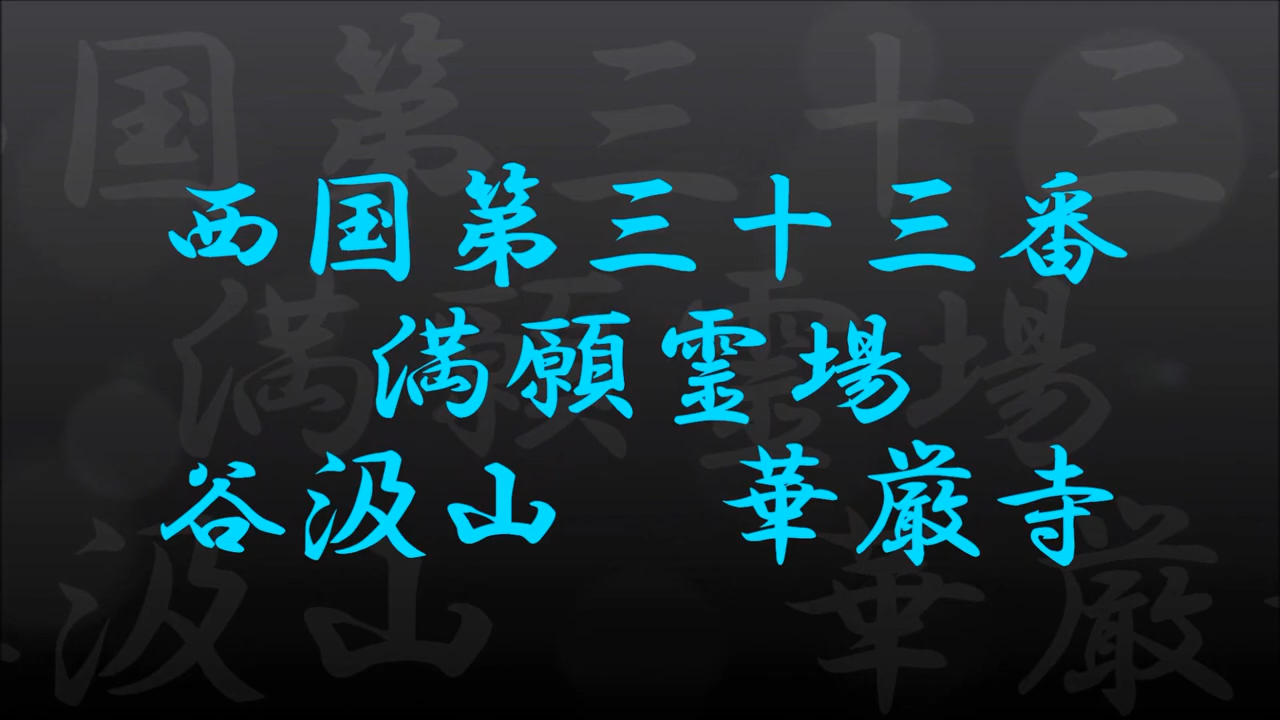 西国第三十三番
満願霊場
谷汲山　華厳寺